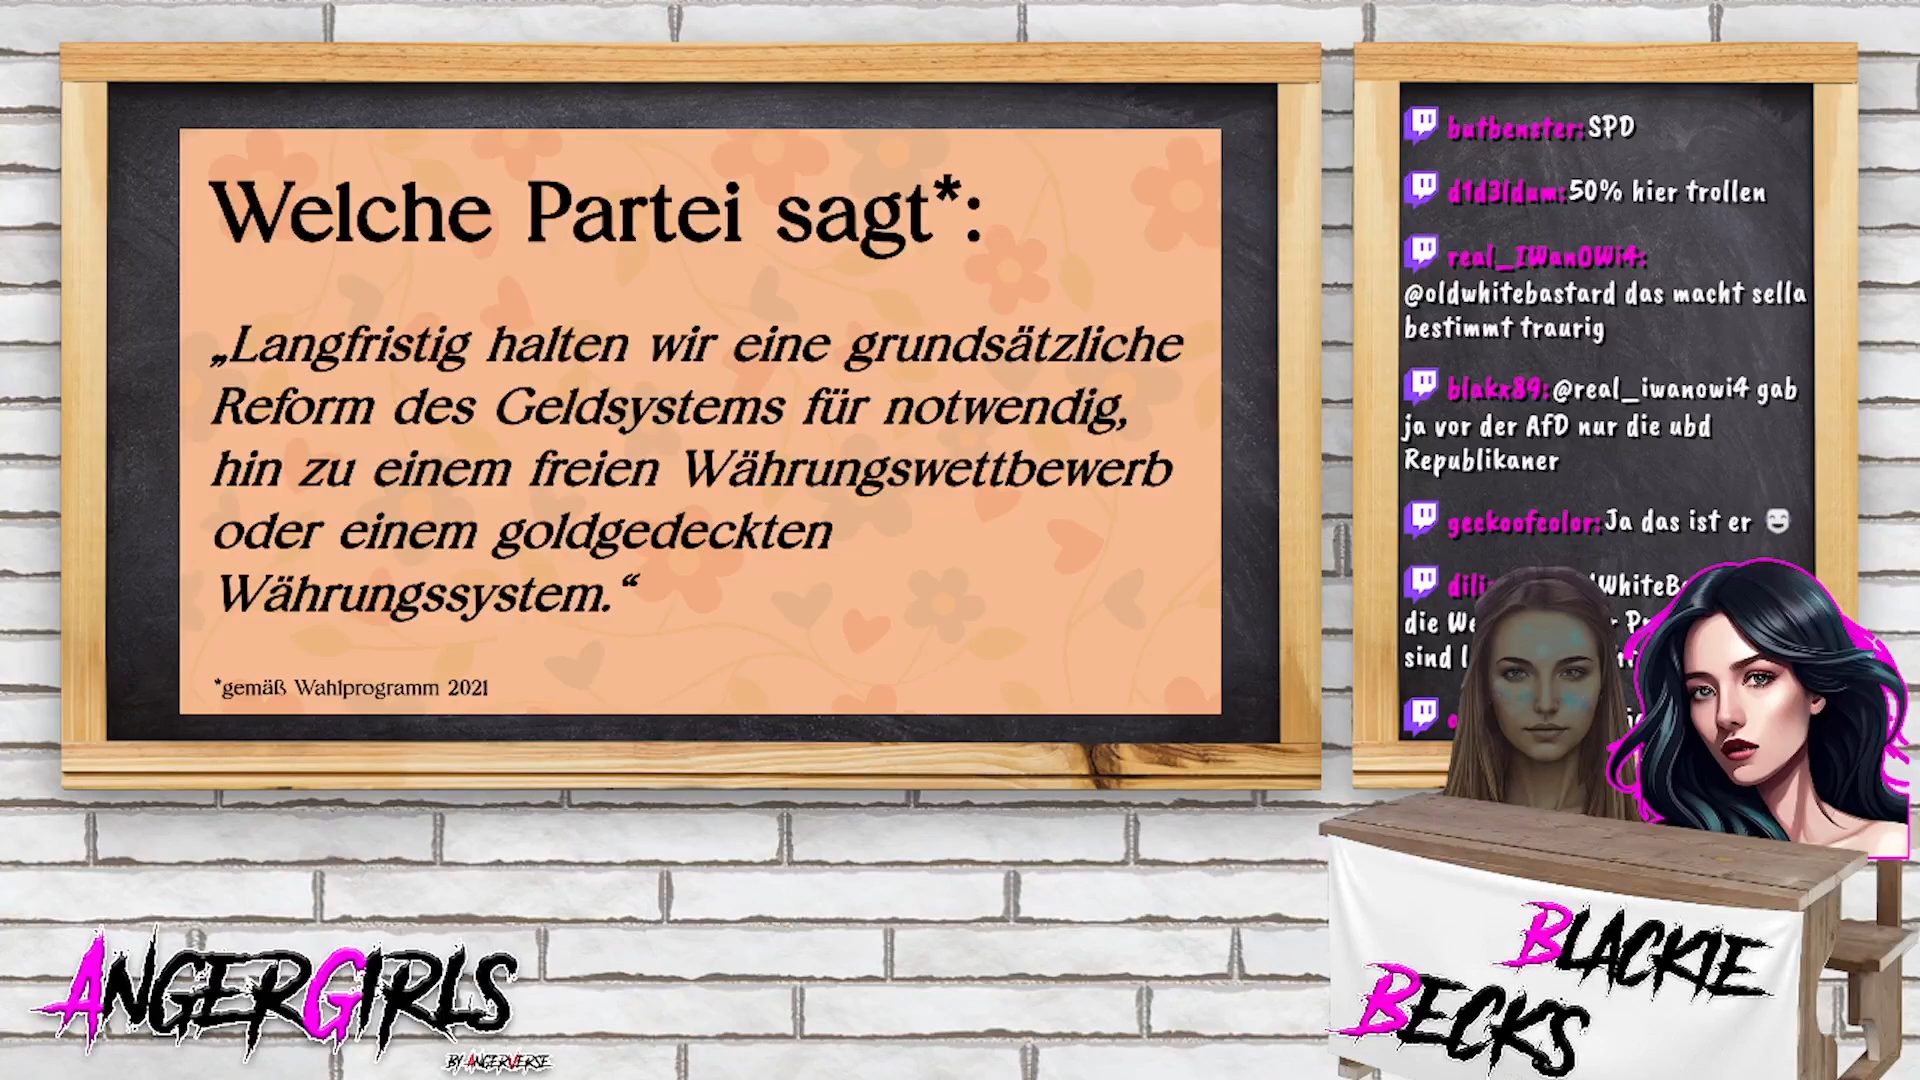 Welche Partei sagt*:
„Langfristig halten wir eine grundsätzliche
Reform des Geldsystems für notwendig,
hin zu einem freien Währungswettbewerb
oder einem goldgedeckten
Währungssystem.“
*gemäß Wahlprogramm 2021
butbenster: SPD
d1d3ldum: 50% hier trollen
real_IWanOWi4:
@oldwhitebastard das macht sella
bestimmt traurig
blakx89: @real_iwanowi4 gab
ja vor der AfD nur die ubd
Republikaner
geckoofcolor: Ja das ist er
die
sind
BLACKIE
BECKS
ANGERGIRLS
BY ANGERVERSE